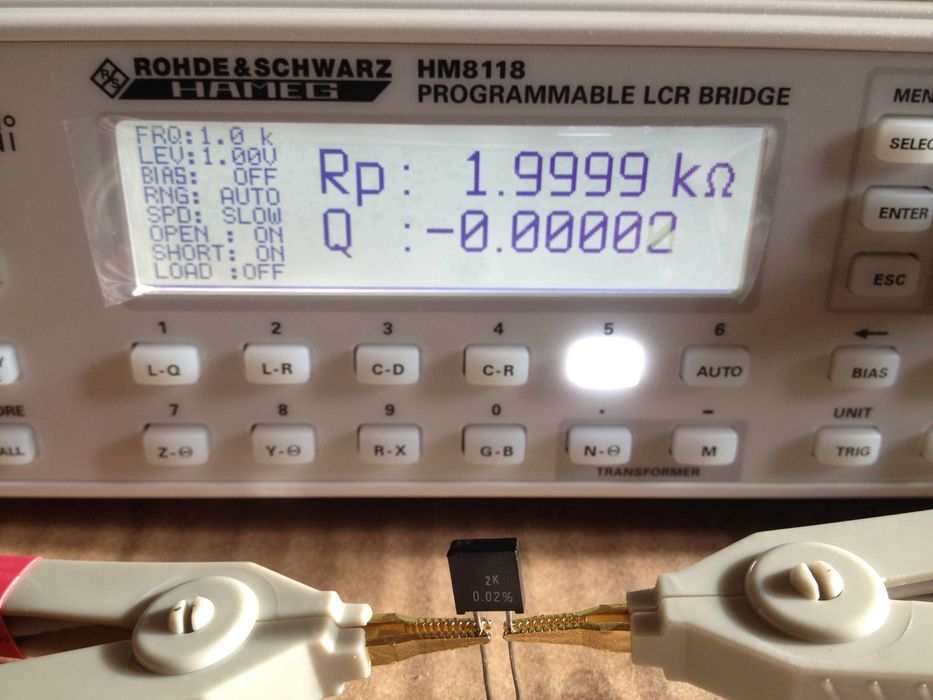 ROHDE & SCHWARZ
HAMEG
HM8118
PROGRAMMABLE LCR BRIDGE
FRQ:1.0 k
LEV:1.00V
BIAS: OFF
RNG: AUTO
SPD: SLOW
OPEN : ON
SHORT: ON
LOAD :OFF
Rp: 1.9999 kΩ
Q :-0.00002
SELEC
ENTER
ESC
1 2 3 4 5 6 ←
L-Q L-R C-D C-R AUTO BIAS
7 8 9 0 . - UNIT
Z-Θ Y-Θ R-X G-B N-Θ M TRIG
TRANSFORMER
2K
0.02%